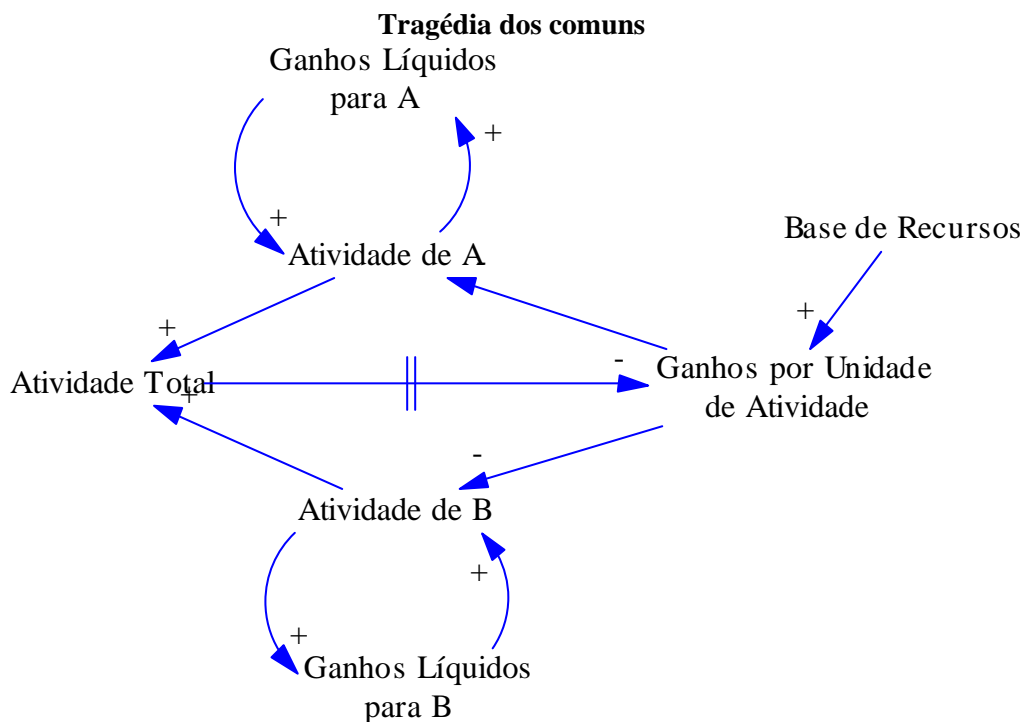 Tragédia dos comuns
Ganhos Líquidos
para A
+
+
Atividade de A
Base de Recursos
+
+
-
Ganhos por Unidade
de Atividade
Atividade Total
+
-
Atividade de B
+
+
Ganhos Líquidos
para B